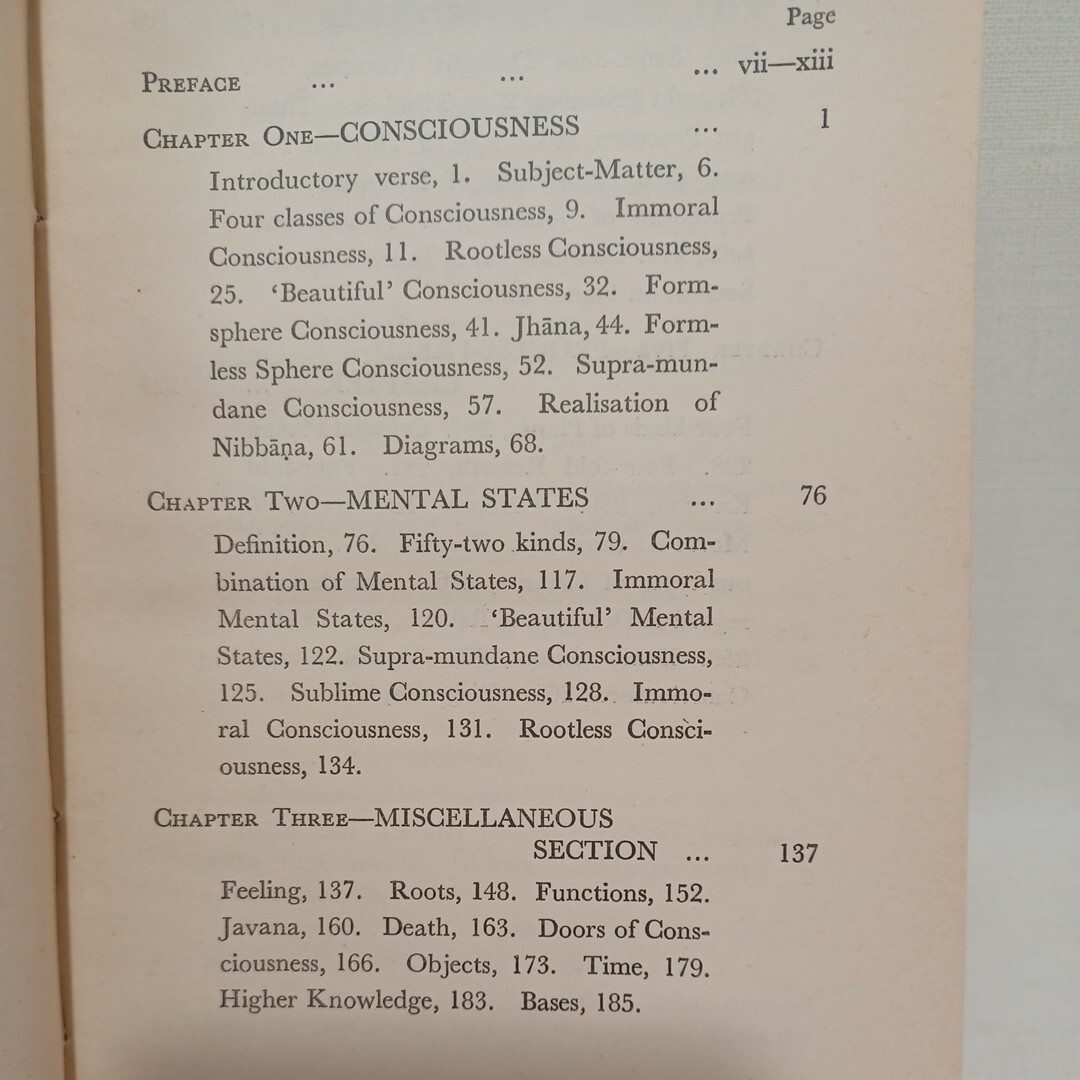 Page
PREFACE ... ... ... vii—xiii
CHAPTER ONE—CONSCIOUSNESS ... 1
Introductory verse, 1. Subject-Matter, 6.
Four classes of Consciousness, 9. Immoral
Consciousness, 11. Rootless Consciousness,
25. ‘Beautiful’ Consciousness, 32. Form-
sphere Consciousness, 41. Jhāna, 44. Form-
less Sphere Consciousness, 52. Supra-mun-
dane Consciousness, 57. Realisation of
Nibbāṇa, 61. Diagrams, 68.
CHAPTER TWO—MENTAL STATES ... 76
Definition, 76. Fifty-two kinds, 79. Com-
bination of Mental States, 117. Immoral
Mental States, 120. ‘Beautiful’ Mental
States, 122. Supra-mundane Consciousness,
125. Sublime Consciousness, 128. Immo-
ral Consciousness, 131. Rootless Consci-
ousness, 134.
CHAPTER THREE—MISCELLANEOUS
SECTION ... 137
Feeling, 137. Roots, 148. Functions, 152.
Javana, 160. Death, 163. Doors of Cons-
ciousness, 166. Objects, 173. Time, 179.
Higher Knowledge, 183. Bases, 185.